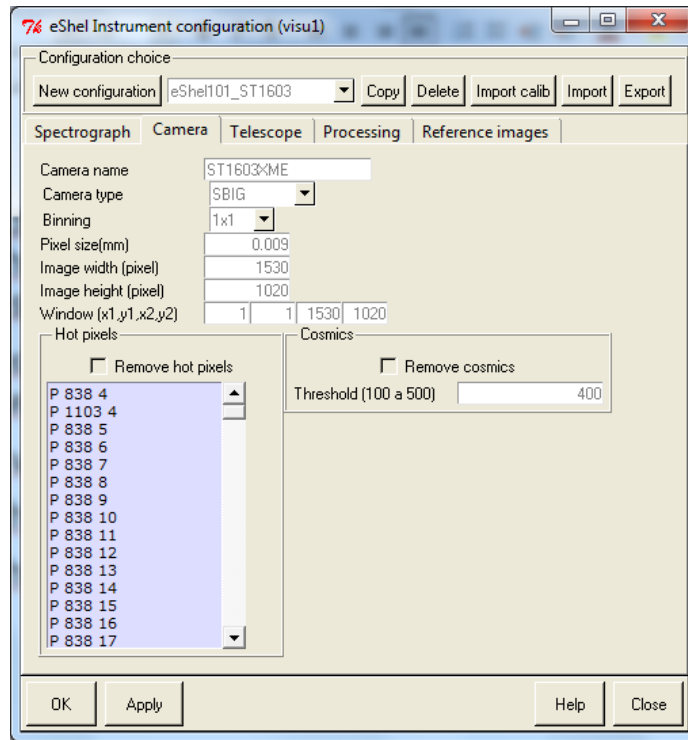 eShel Instrument configuration (visu1)
Configuration choice
New configuration eShel101_ST1603 Copy Delete Import calib Import Export
Spectrograph Camera Telescope Processing Reference images
Camera name ST1603XME
Camera type SBIG
Binning 1x1
Pixel size(mm) 0.009
Image width (pixel) 1530
Image height (pixel) 1020
Window (x1,y1,x2,y2) 1 1 1530 1020
Hot pixels
Remove hot pixels
P 838 4
P 1103 4
P 838 5
P 838 6
P 838 7
P 838 8
P 838 9
P 838 10
P 838 11
P 838 12
P 838 13
P 838 14
P 838 15
P 838 16
P 838 17
Cosmics
Remove cosmics
Threshold (100 a 500) 400
OK Apply Help Close